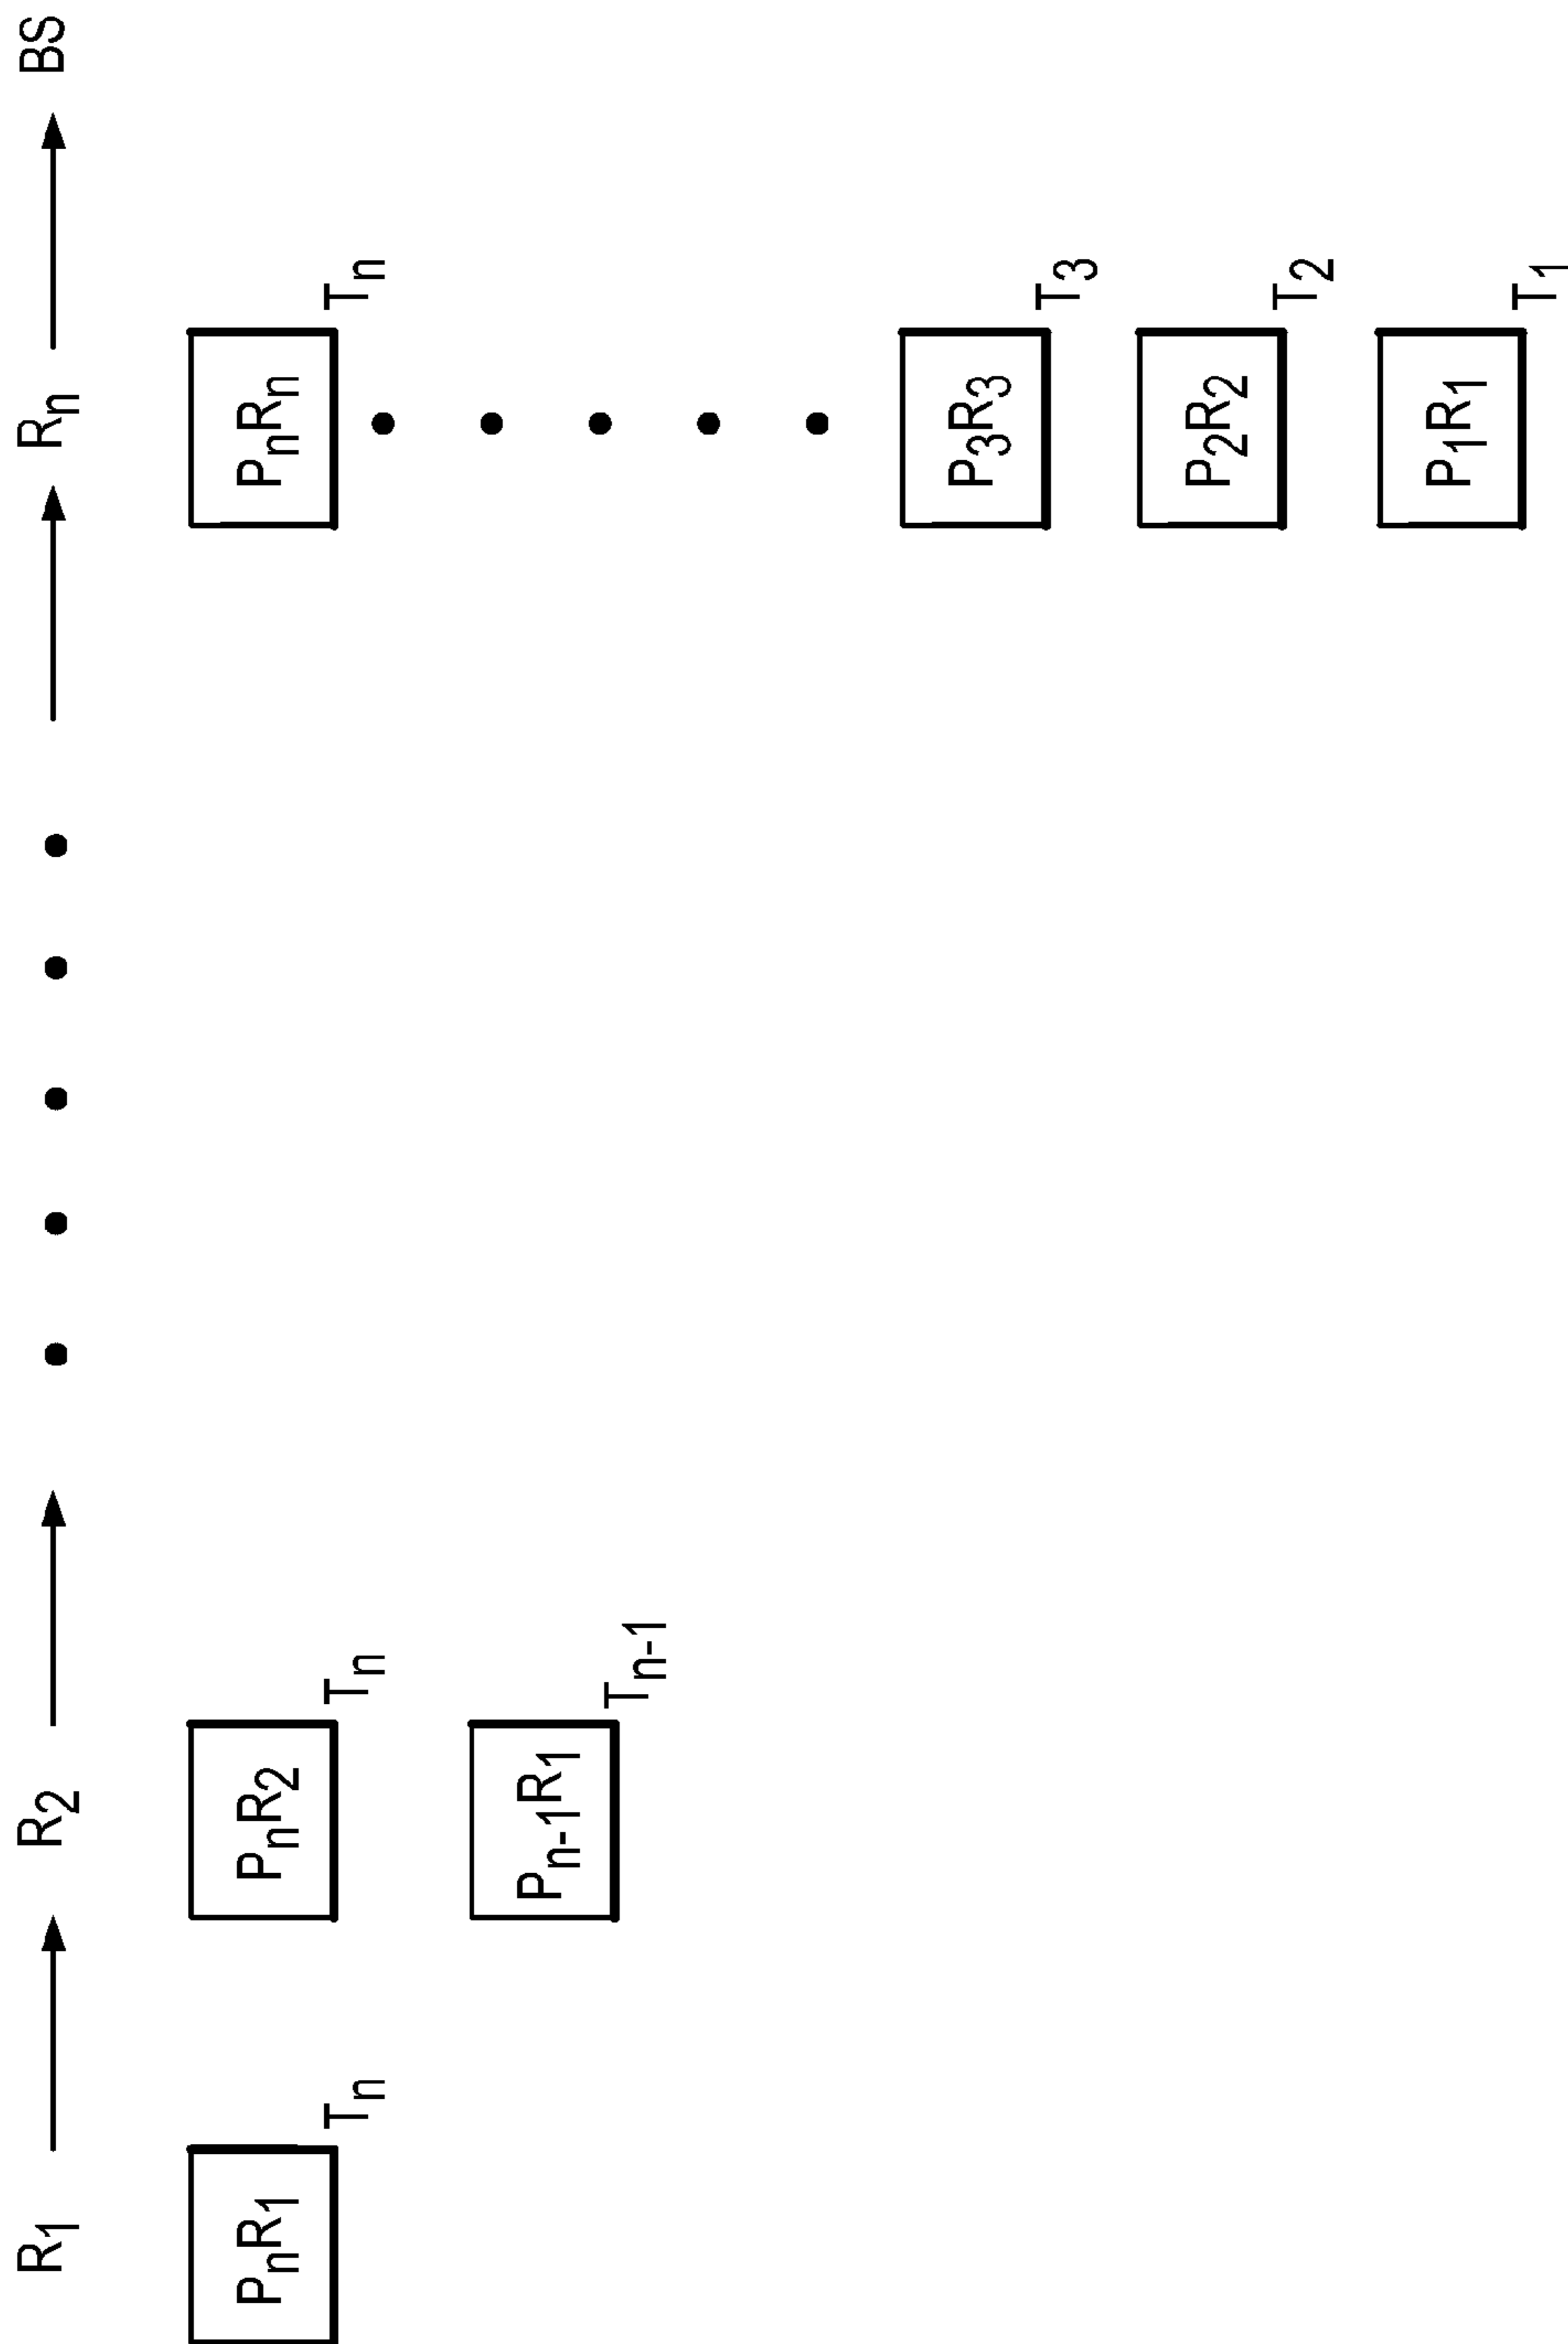 R₁ R₂ Rₙ BS
PₙR₁ PₙR₂ PₙRₙ
Tₙ Tₙ Tₙ
Pₙ₋₁R₁
Tₙ₋₁
P₃R₃
T₃
P₂R₂
T₂
P₁R₁
T₁